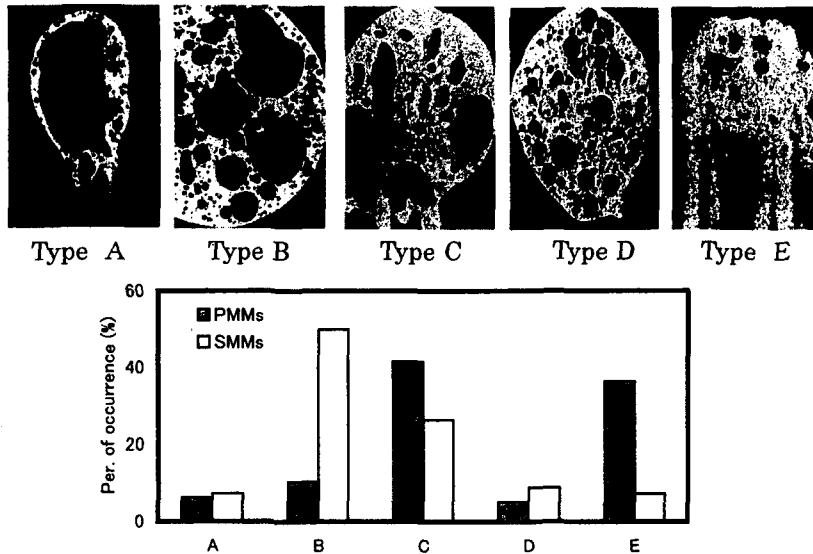 Type A Type B Type C Type D Type E
60
PMMs
SMMs
40
20
0
Per. of occurrence (%)
A B C D E